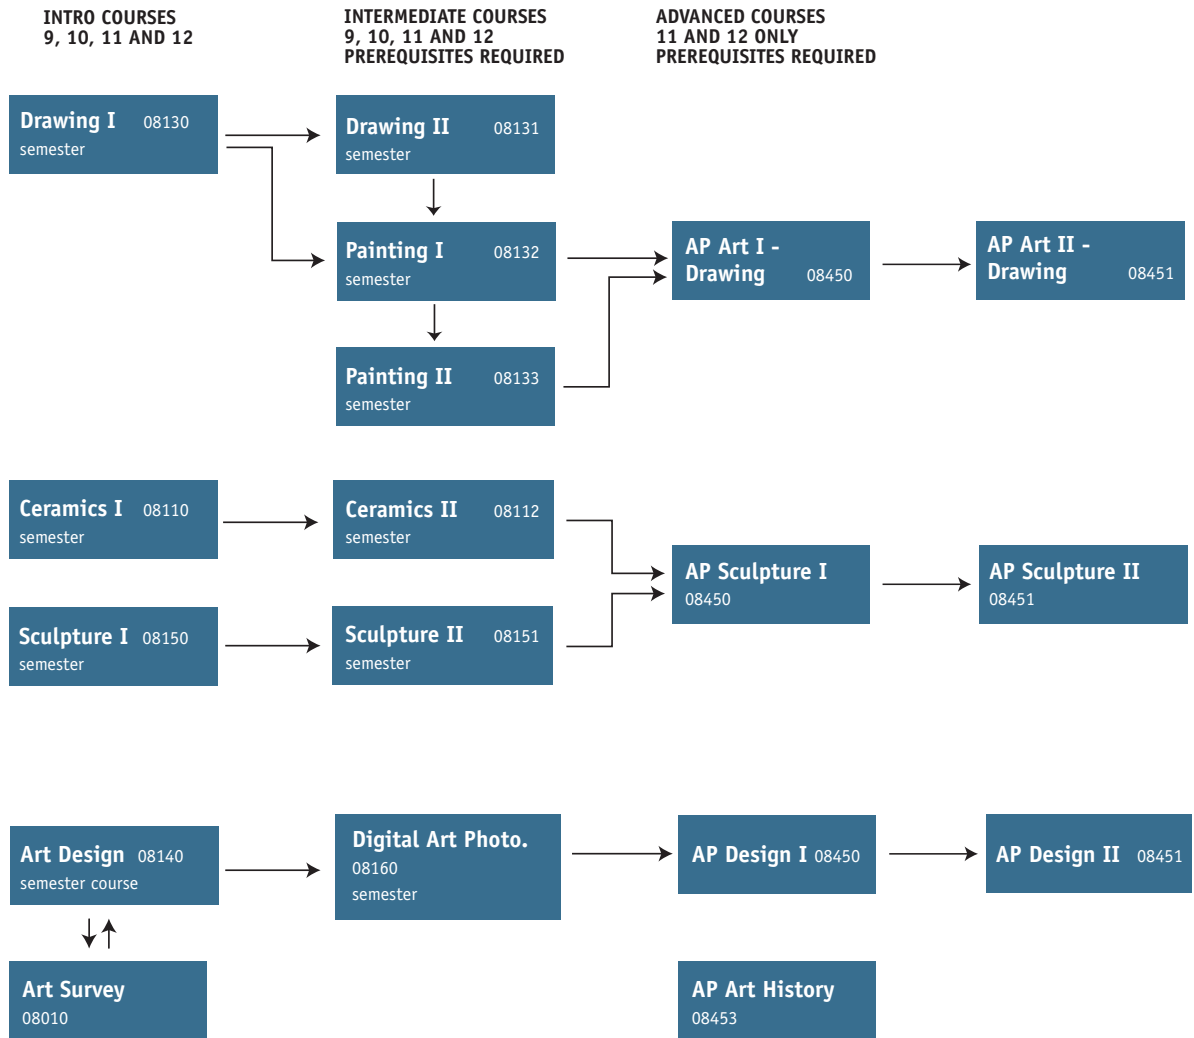 INTRO COURSES
9, 10, 11 AND 12
INTERMEDIATE COURSES
9, 10, 11 AND 12
PREREQUISITES REQUIRED
ADVANCED COURSES
11 AND 12 ONLY
PREREQUISITES REQUIRED
Drawing I 08130
semester
Drawing II 08131
semester
Painting I 08132
semester
AP Art I -
Drawing 08450
AP Art II -
Drawing 08451
Painting II 08133
semester
Ceramics I 08110
semester
Ceramics II 08112
semester
AP Sculpture I
08450
AP Sculpture II
08451
Sculpture I 08150
semester
Sculpture II 08151
semester
Art Design 08140
semester course
Digital Art Photo.
08160
semester
AP Design I 08450
AP Design II 08451
Art Survey
08010
AP Art History
08453